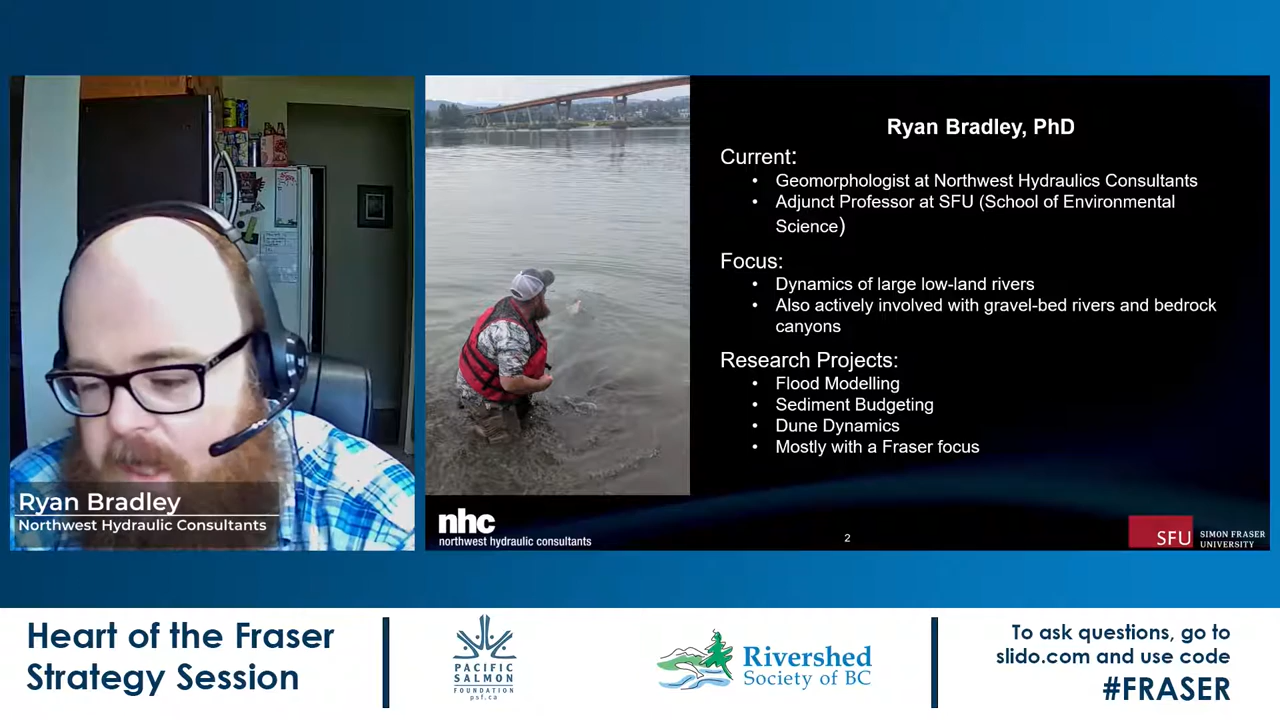 Ryan Bradley
Northwest Hydraulic Consultants
Ryan Bradley, PhD
Current:
• Geomorphologist at Northwest Hydraulics Consultants
• Adjunct Professor at SFU (School of Environmental
Science)
Focus:
• Dynamics of large low-land rivers
• Also actively involved with gravel-bed rivers and bedrock
canyons
Research Projects:
• Flood Modelling
• Sediment Budgeting
• Dune Dynamics
• Mostly with a Fraser focus
nhc
northwest hydraulic consultants
2
SFU
SIMON FRASER
UNIVERSITY
Heart of the Fraser
Strategy Session
PACIFIC
SALMON
FOUNDATION
psf.ca
Rivershed
Society of BC
To ask questions, go to
slido.com and use code
#FRASER